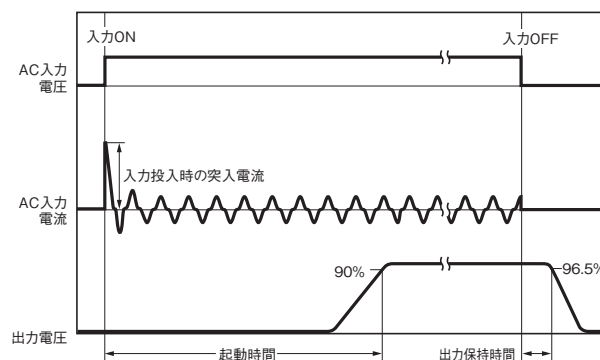 入力ON
入力OFF
AC入力
電圧
入力投入時の突入電流
AC入力
電流
90%
96.5%
出力電圧
起動時間
出力保持時間